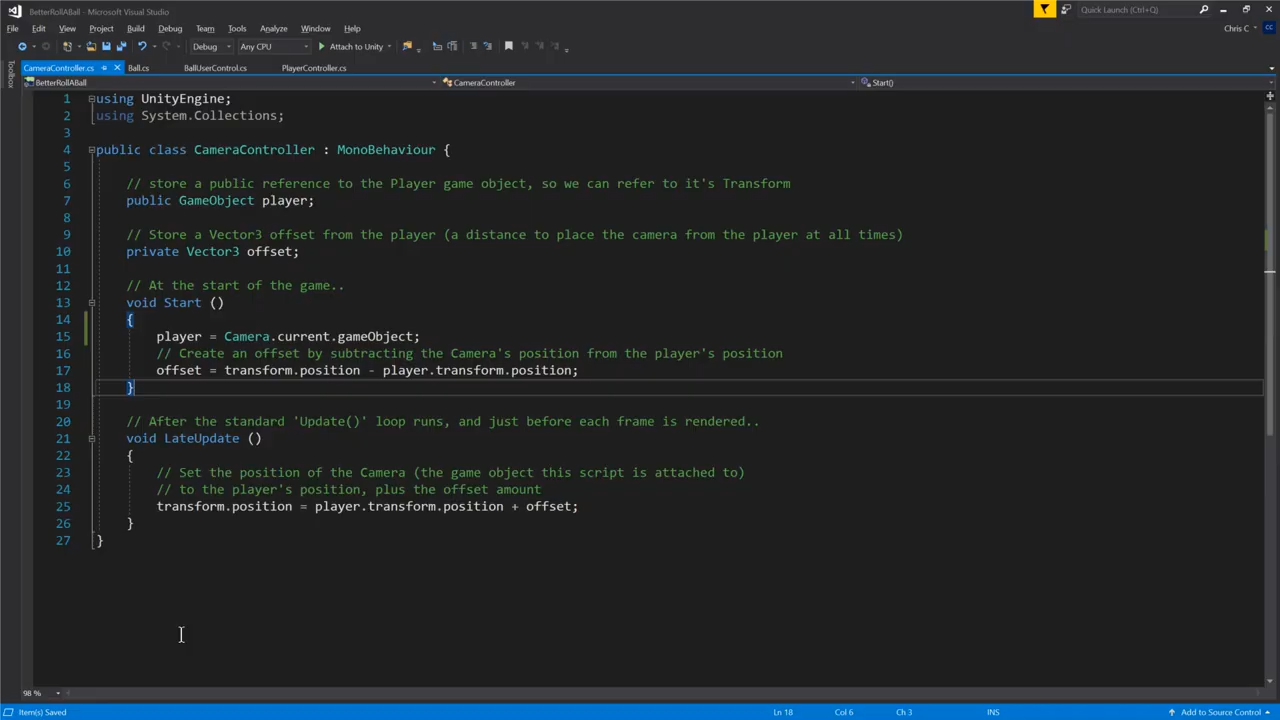 BetterRollABall - Microsoft Visual Studio
Quick Launch (Ctrl+Q)
File Edit View Project Build Debug Team Tools Analyze Window Help
Chris C
CC
Debug Any CPU Attach to Unity
CameraController.cs Ball.cs BallUserControl.cs PlayerController.cs
Toolbox
BetterRollABall CameraController Start()
1 using UnityEngine;
2 using System.Collections;
3
4 public class CameraController : MonoBehaviour {
5
6 // store a public reference to the Player game object, so we can refer to it's Transform
7 public GameObject player;
8
9 // Store a Vector3 offset from the player (a distance to place the camera from the player at all times)
10 private Vector3 offset;
11
12 // At the start of the game..
13 void Start ()
14 {
15 player = Camera.current.gameObject;
16 // Create an offset by subtracting the Camera's position from the player's position
17 offset = transform.position - player.transform.position;
18 }
19
20 // After the standard 'Update()' loop runs, and just before each frame is rendered..
21 void LateUpdate ()
22 {
23 // Set the position of the Camera (the game object this script is attached to)
24 // to the player's position, plus the offset amount
25 transform.position = player.transform.position + offset;
26 }
27 }
98 %
Item(s) Saved Ln 18 Col 6 Ch 3 INS Add to Source Control